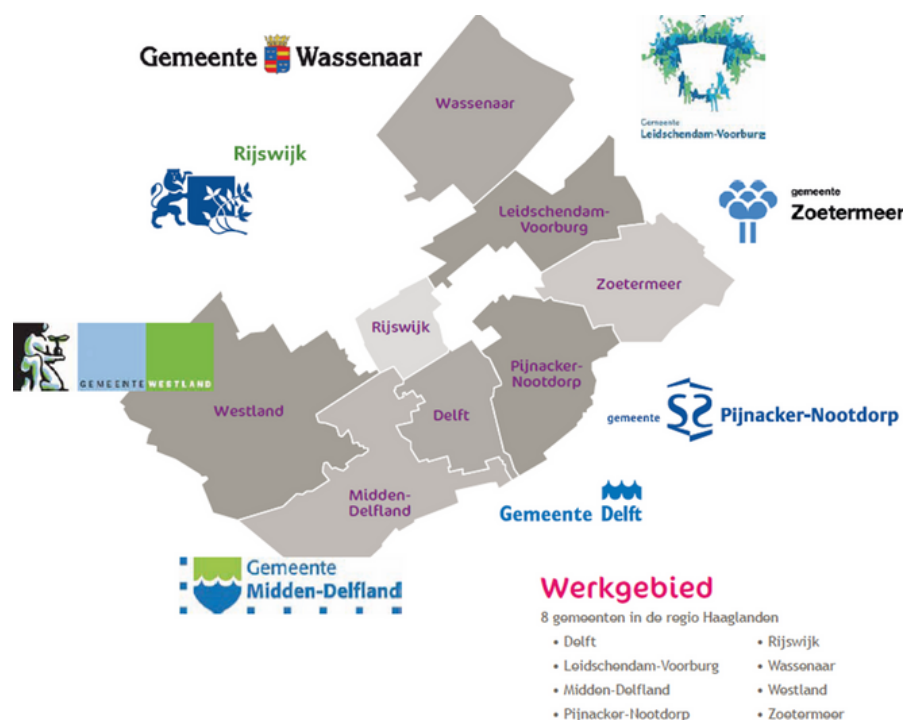 Gemeente Wassenaar
Wassenaar
Gemeente
Leidschendam-Voorburg
Rijswijk
Leidschendam-
Voorburg
gemeente
Zoetermeer
Zoetermeer
Rijswijk
GEMEENTE WESTLAND
Pijnacker-
Nootdorp
Westland
Delft
gemeente Pijnacker-Nootdorp
Midden-
Delfland
Gemeente Delft
Gemeente
Midden-Delfland
Werkgebied
8 gemeenten in de regio Haaglanden
• Delft
• Leidschendam-Voorburg
• Midden-Delfland
• Pijnacker-Nootdorp
• Rijswijk
• Wassenaar
• Westland
• Zoetermeer